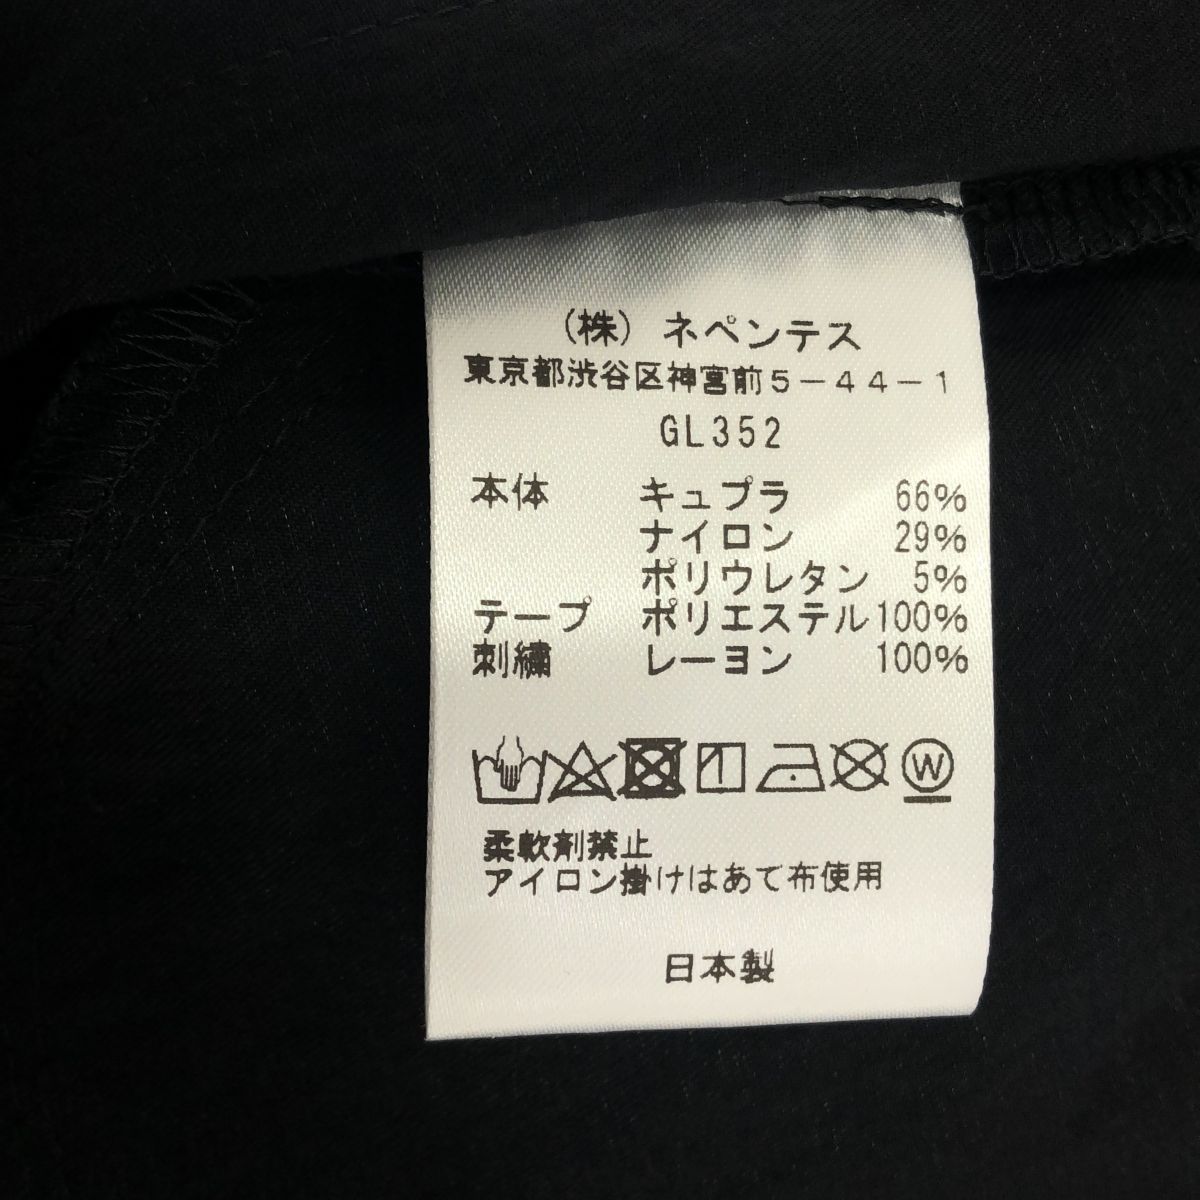 (株) ネペンテス
東京都渋谷区神宮前5-44-1
GL352
本体 キュプラ 66%
ナイロン 29%
ポリウレタン 5%
テープ ポリエステル 100%
刺繍 レーヨン 100%
W
柔軟剤禁止
アイロン掛けはあて布使用
日本製